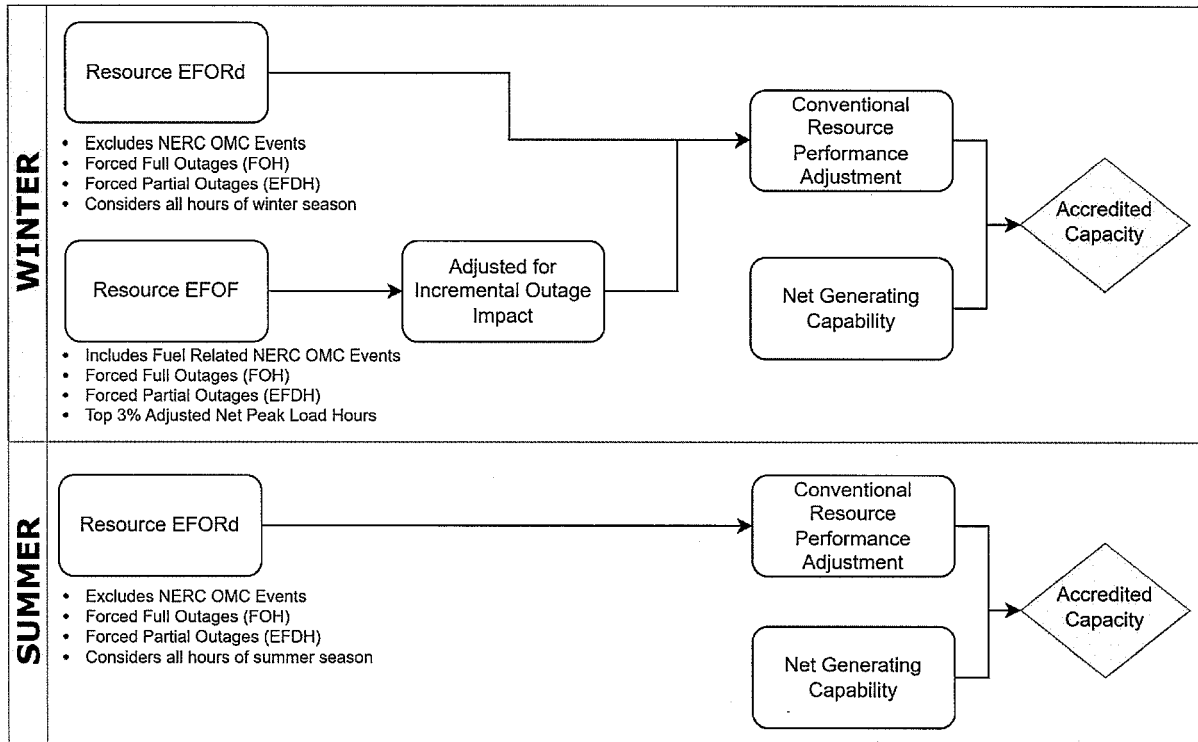 WINTER
Resource EFORd
• Excludes NERC OMC Events
• Forced Full Outages (FOH)
• Forced Partial Outages (EFDH)
• Considers all hours of winter season
Resource EFOF
• Includes Fuel Related NERC OMC Events
• Forced Full Outages (FOH)
• Forced Partial Outages (EFDH)
• Top 3% Adjusted Net Peak Load Hours
Adjusted for
Incremental Outage
Impact
Conventional
Resource
Performance
Adjustment
Net Generating
Capability
Accredited
Capacity
SUMMER
Resource EFORd
• Excludes NERC OMC Events
• Forced Full Outages (FOH)
• Forced Partial Outages (EFDH)
• Considers all hours of summer season
Conventional
Resource
Performance
Adjustment
Net Generating
Capability
Accredited
Capacity